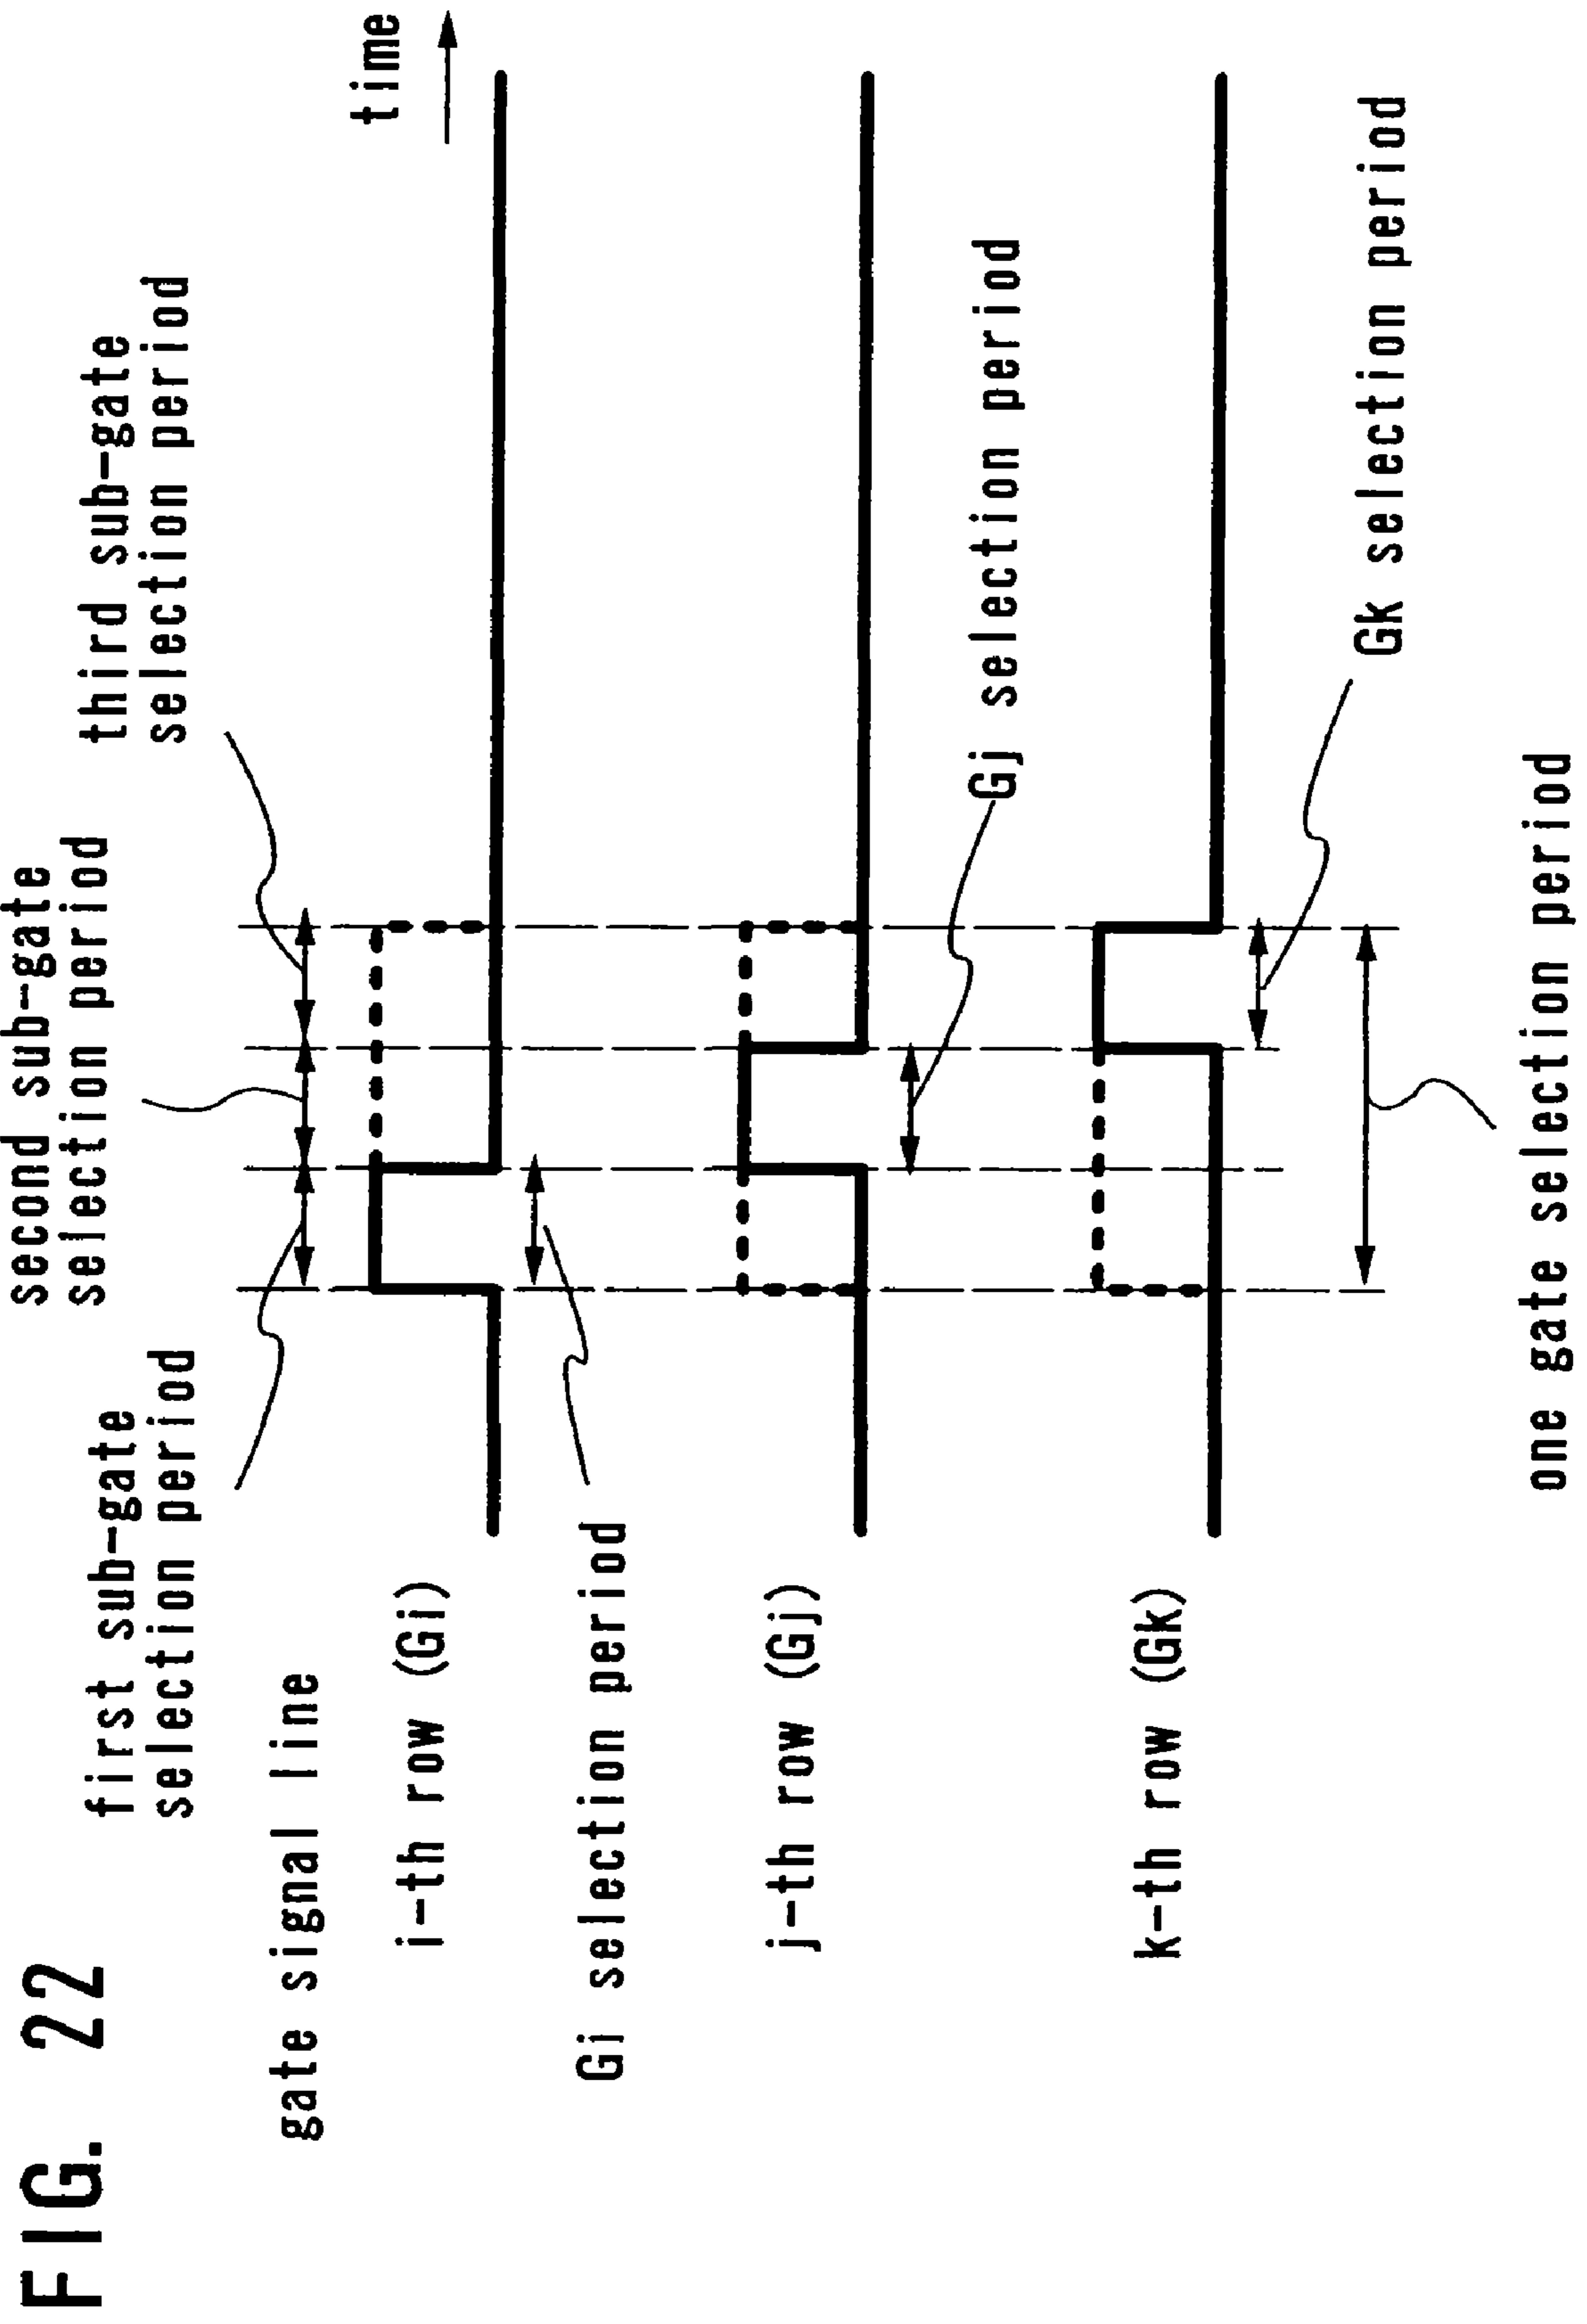 FIG. 22
second sub-gate
selection period
first sub-gate
selection period
third sub-gate
selection period
gate signal line
time
i-th row (Gi)
Gi selection period
j-th row (Gj)
Gj selection period
k-th row (Gk)
Gk selection period
one gate selection period